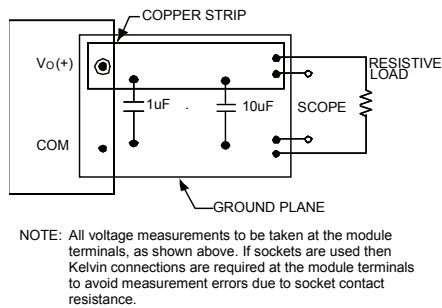 COPPER STRIP
VO(+)
RESISTIVE
LOAD
1uF
.
10uF
SCOPE
COM
GROUND PLANE
NOTE: All voltage measurements to be taken at the module
terminals, as shown above. If sockets are used then
Kelvin connections are required at the module terminals
to avoid measurement errors due to socket contact
resistance.